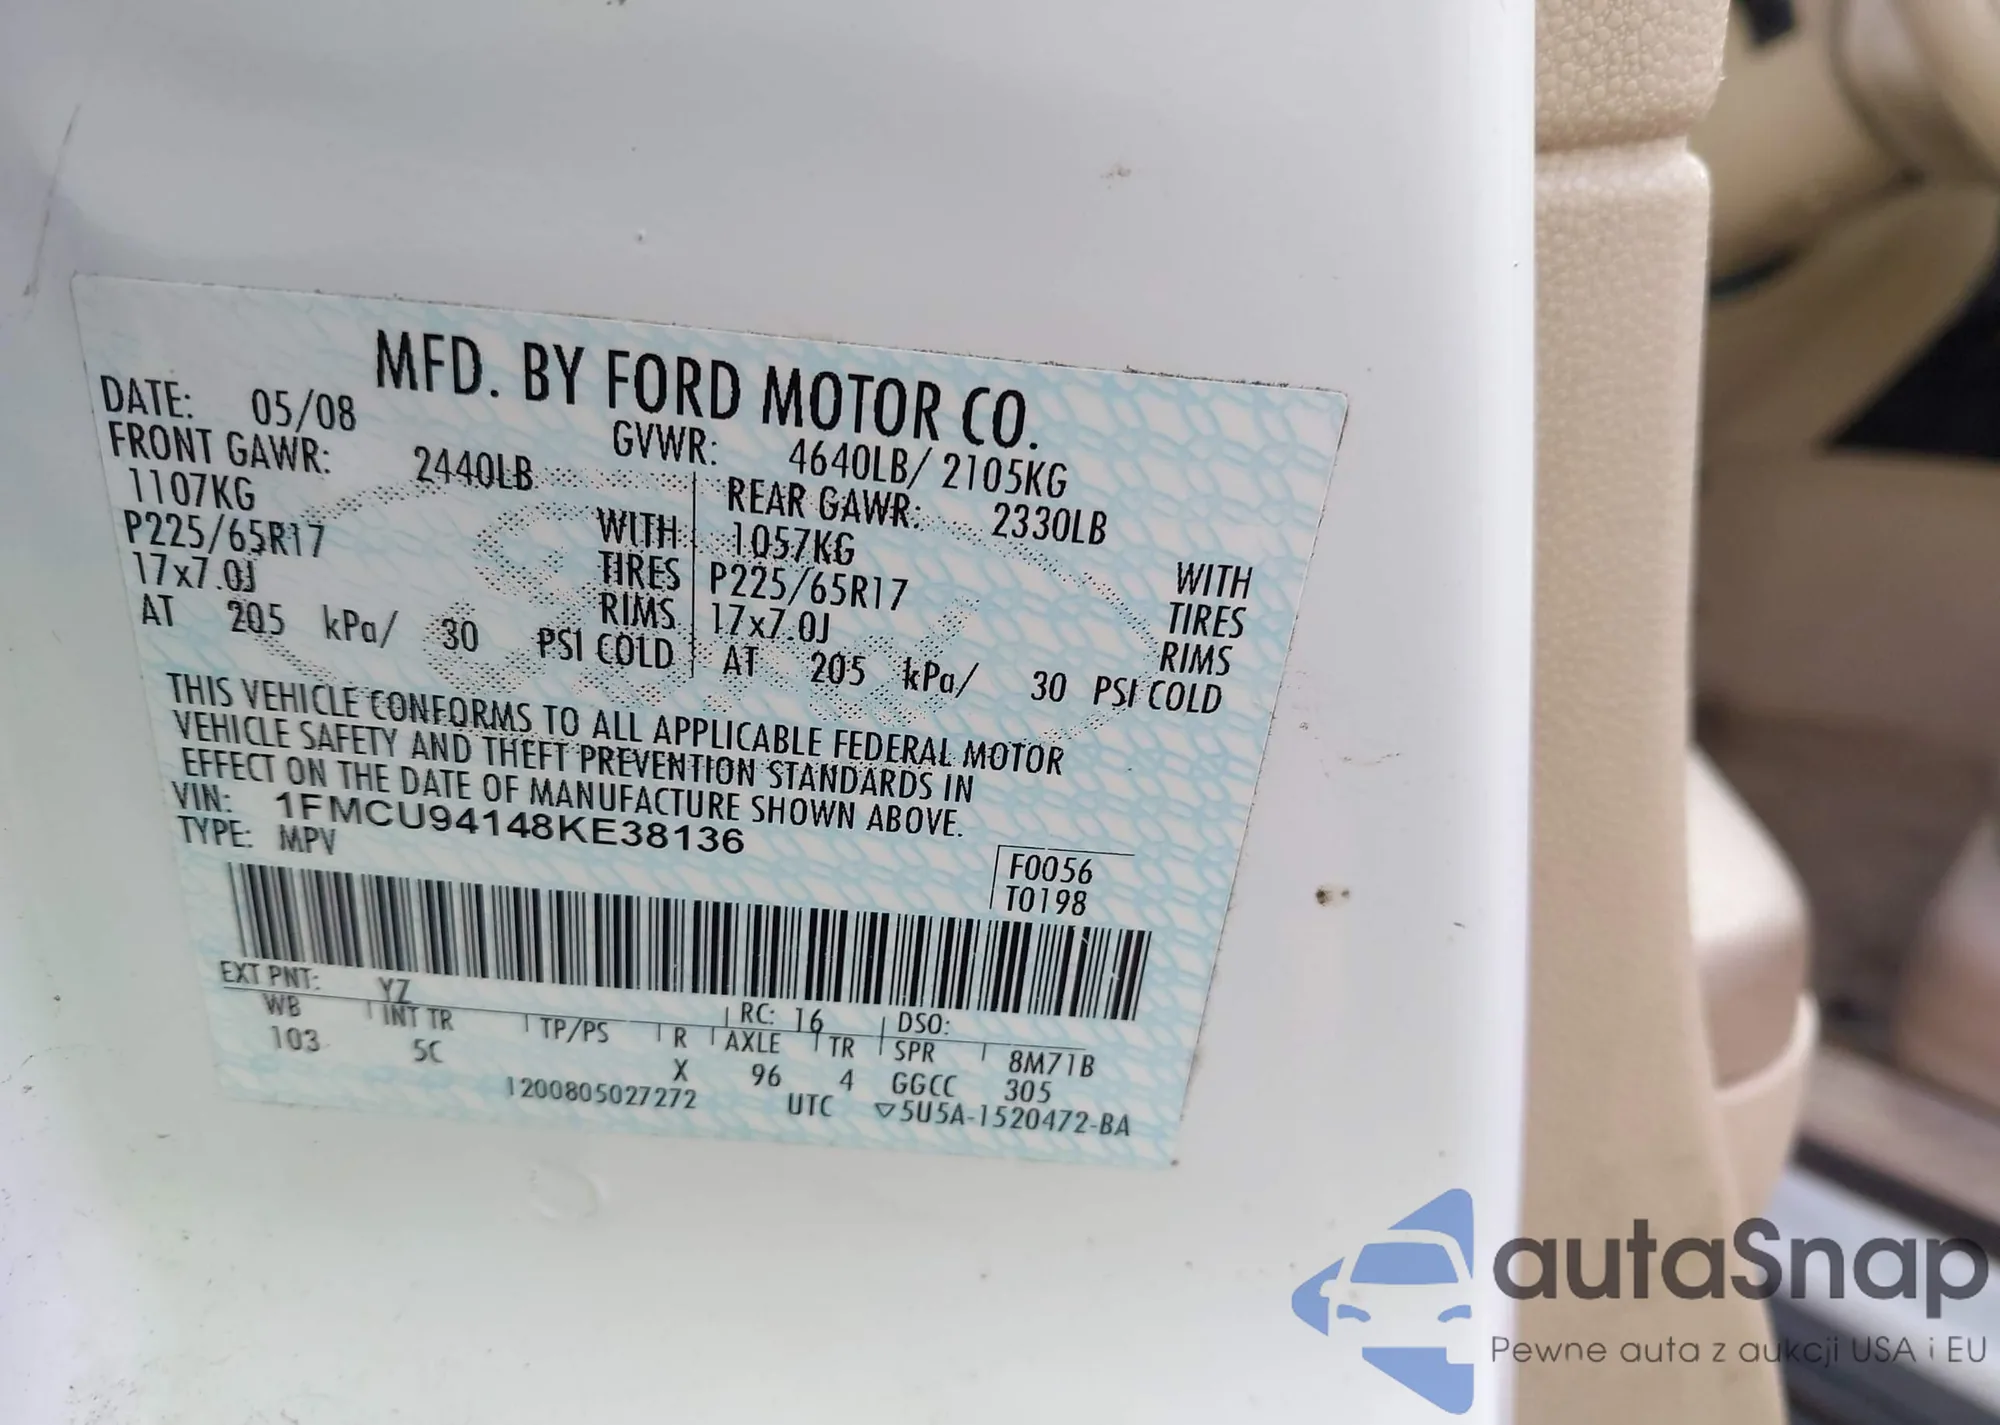 MFD. BY FORD MOTOR CO.
DATE: 05/08 GVWR: 4640LB/ 2105KG
FRONT GAWR: 2440LB REAR GAWR: 2330LB
1107KG WITH 1057KG WITH
P225/65R17 TIRES P225/65R17 TIRES
17x7.0J RIMS 17x7.0J RIMS
AT 205 kPa/ 30 PSI COLD AT 205 kPa/ 30 PSI COLD
THIS VEHICLE CONFORMS TO ALL APPLICABLE FEDERAL MOTOR
VEHICLE SAFETY AND THEFT PREVENTION STANDARDS IN
EFFECT ON THE DATE OF MANUFACTURE SHOWN ABOVE.
VIN: 1FMCU94148KE38136
TYPE: MPV
F0056
T0198
EXT PNT: YZ RC: 16 DSO:
WB INT TR TP/PS R AXLE TR SPR 8M71B
103 5C X 96 4 GGCC 305
1200805027272 UTC ▽5U5A-1520472-BA
autaSnap
Pewne auta z aukcji USA i EU